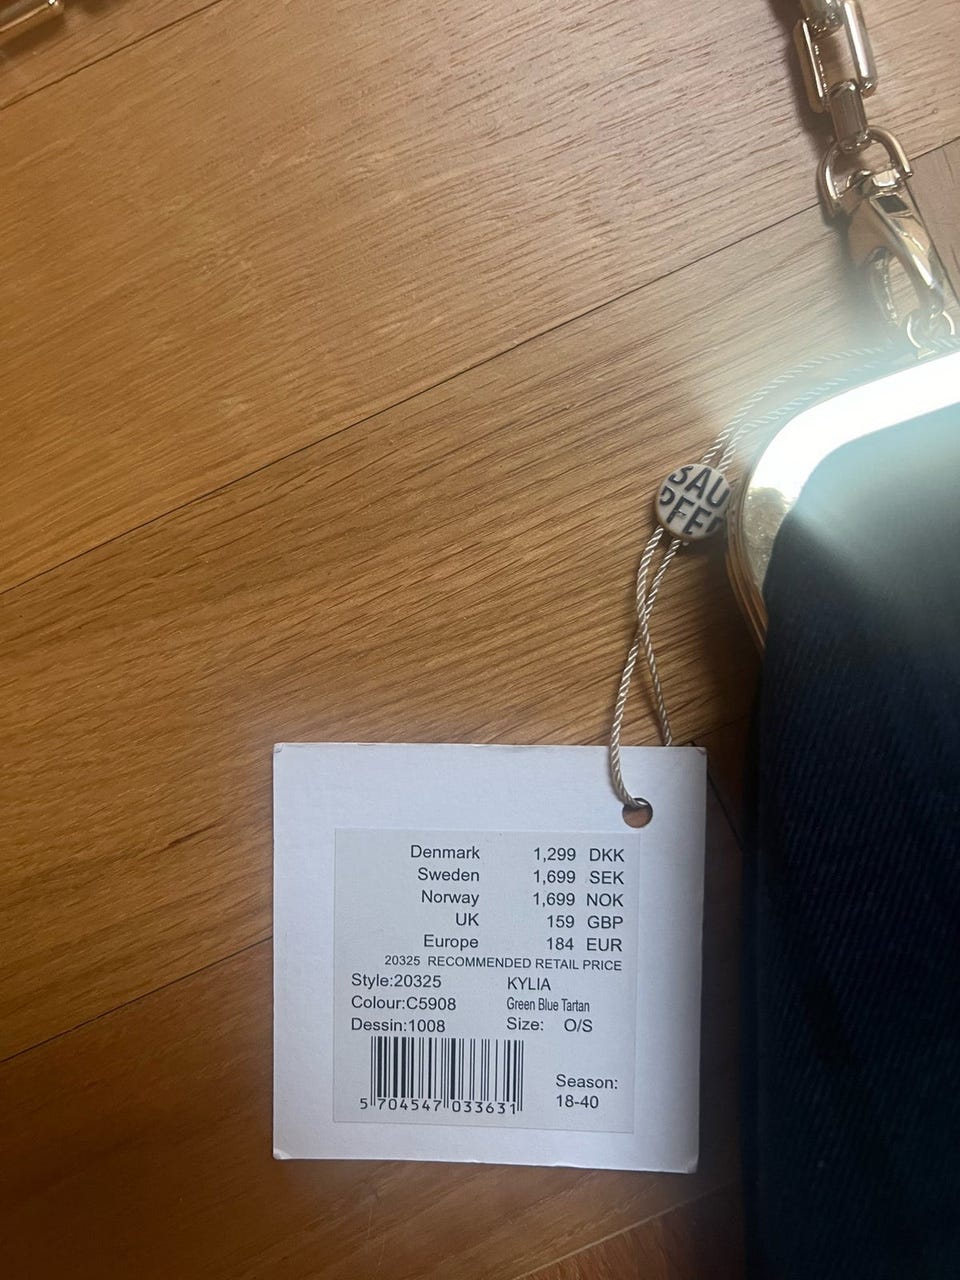 BAU
Denmark 1,299 DKK
Sweden 1,699 SEK
Norway 1,699 NOK
UK 159 GBP
Europe 184 EUR
20325 RECOMMENDED RETAIL PRICE
Style:20325 KYLIA
Colour:C5908 Green Blue Tartan
Dessin:1008 Size: O/S
Season:
18-40
5 704547 033631